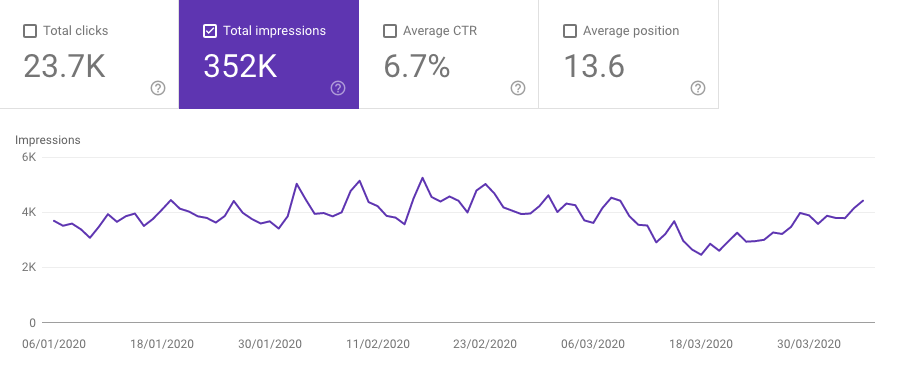 Total clicks
Total impressions
Average CTR
Average position
23.7K
352K
6.7%
13.6
Impressions
6K
4K
2K
0
06/01/2020
18/01/2020
30/01/2020
11/02/2020
23/02/2020
06/03/2020
18/03/2020
30/03/2020